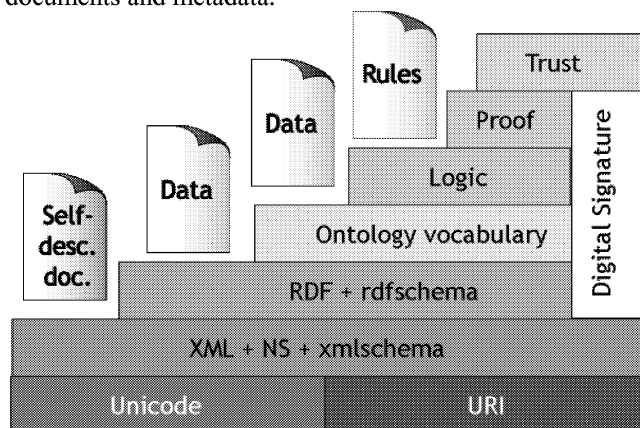 documents and metadata.
Rules
Trust
Data
Proof
Data
Logic
Self-
desc.
doc.
Ontology vocabulary
Digital Signature
RDF + rdfschema
XML + NS + xmlschema
Unicode
URI